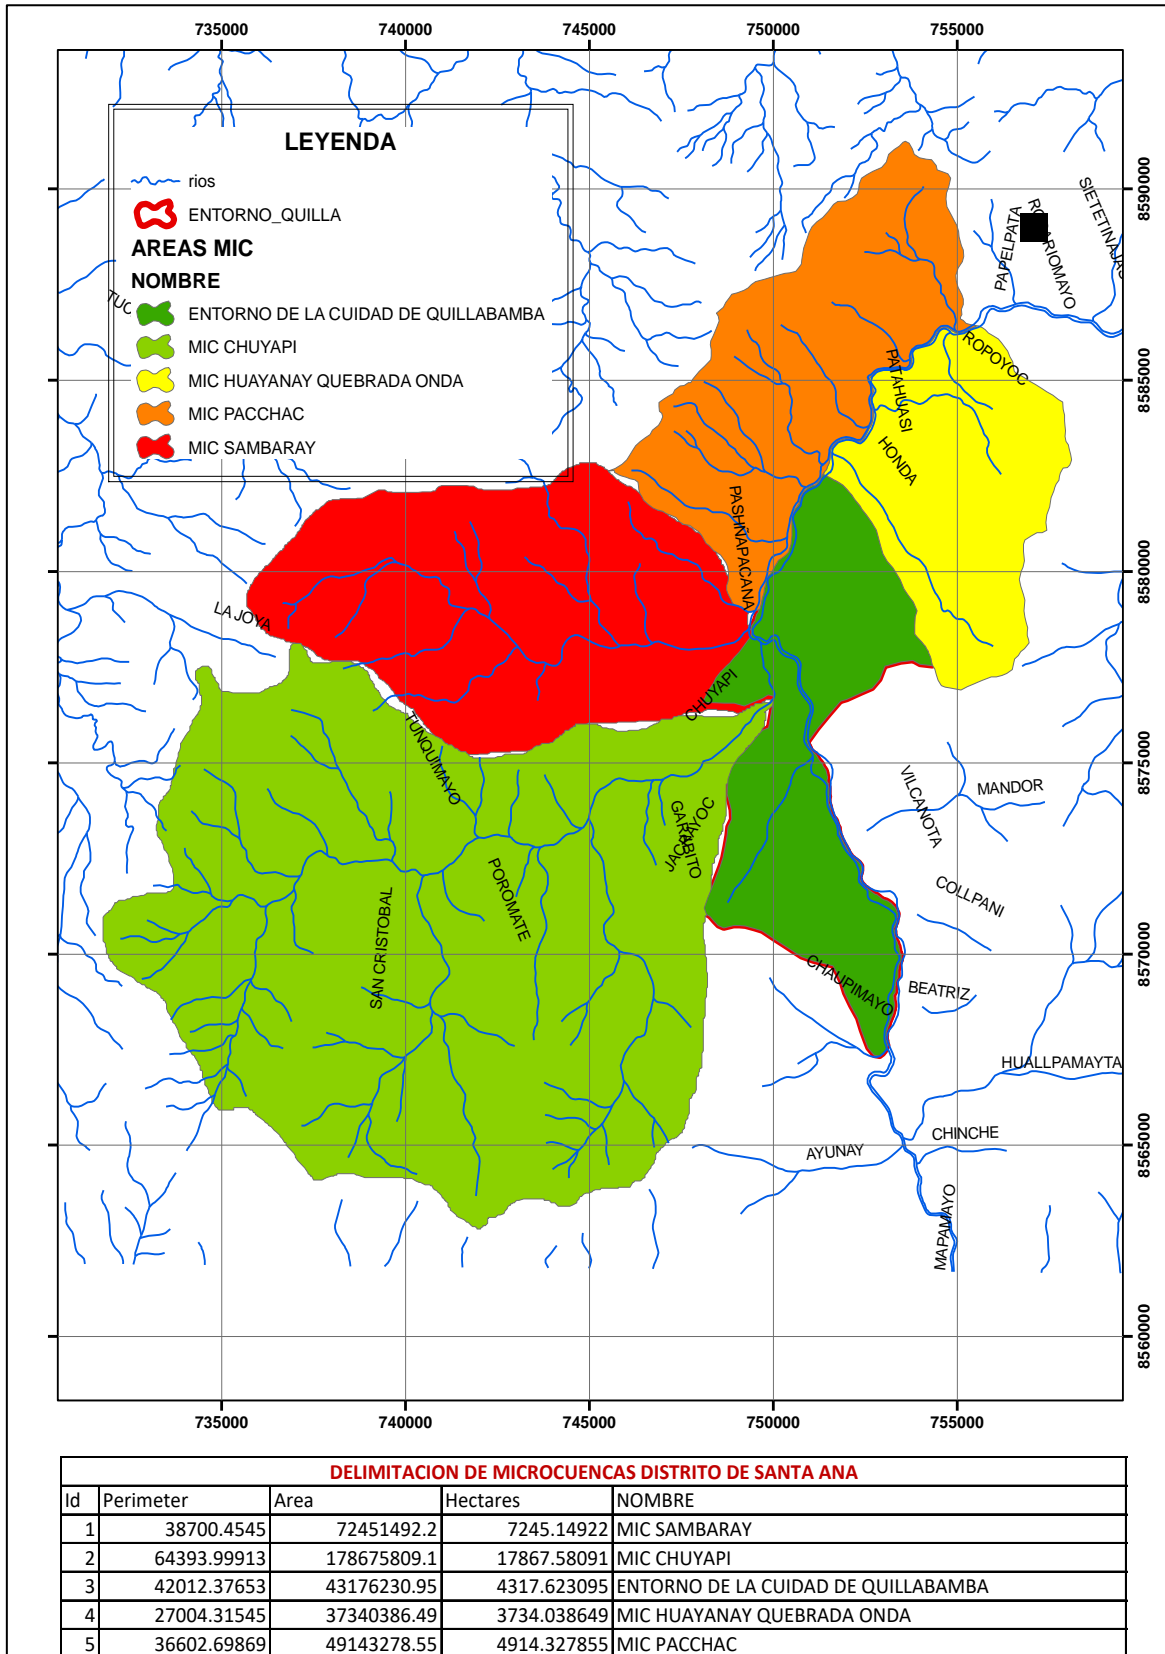 735000 740000 745000 750000 755000
LEYENDA
rios
ENTORNO_QUILLA
AREAS MIC
NOMBRE
ENTORNO DE LA CUIDAD DE QUILLABAMBA
MIC CHUYAPI
MIC HUAYANAY QUEBRADA ONDA
MIC PACCHAC
MIC SAMBARAY
8590000
8585000
8580000
8575000
8570000
8565000
8560000
PAPELPATA
ROPOYOC
PATAHUASI
HONDA
PASHÑAPACANA
LA JOYA
CHUYAPI
TUNQUIMAYO
VILCANOTA
MANDOR
GARABITO
POROMATE
SAN CRISTOBAL
COLLPANI
CHAUPIMAYO
BEATRIZ
HUALLPAMAYTA
CHINCHE
AYUNAY
MAPAMAYO
735000 740000 745000 750000 755000
DELIMITACION DE MICROCUENCAS DISTRITO DE SANTA ANA
Id Perimeter Area Hectares NOMBRE
1 38700.4545 72451492.2 7245.14922 MIC SAMBARAY
2 64393.99913 178675809.1 17867.58091 MIC CHUYAPI
3 42012.37653 43176230.95 4317.623095 ENTORNO DE LA CUIDAD DE QUILLABAMBA
4 27004.31545 37340386.49 3734.038649 MIC HUAYANAY QUEBRADA ONDA
5 36602.69869 49143278.55 4914.327855 MIC PACCHAC